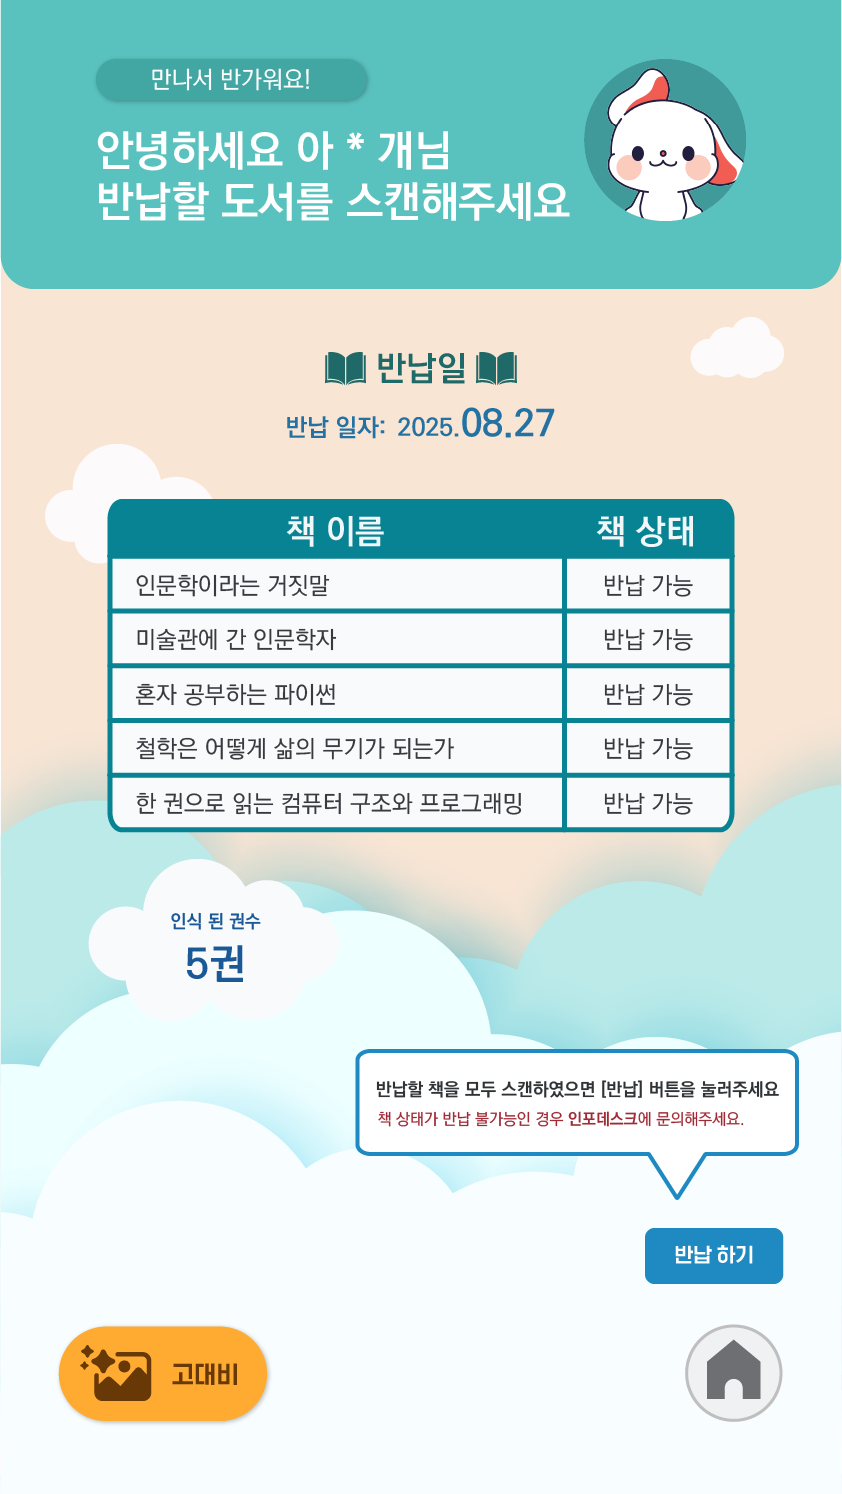 만나서 반가워요!
안녕하세요 아 * 개님
반납할 도서를 스캔해주세요
반납일
반납 일자: 2025.08.27
책 이름 책 상태
인문학이라는 거짓말 반납 가능
미술관에 간 인문학자 반납 가능
혼자 공부하는 파이썬 반납 가능
철학은 어떻게 삶의 무기가 되는가 반납 가능
한 권으로 읽는 컴퓨터 구조와 프로그래밍 반납 가능
인식 된 권수
5권
반납할 책을 모두 스캔하였으면 [반납] 버튼을 눌러주세요
책 상태가 반납 불가능인 경우 인포데스크에 문의해주세요.
반납 하기
고대비